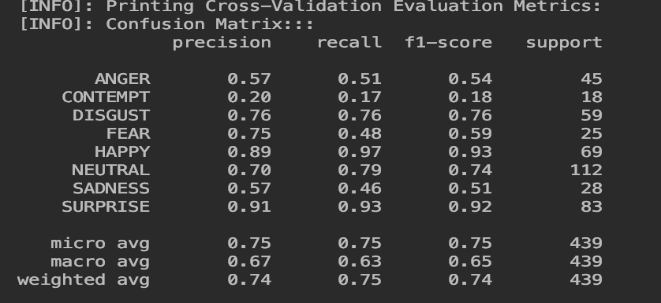 [INFO]: Printing Cross-Validation Evaluation Metrics:
[INFO]: Confusion Matrix:::
precision recall f1-score support
ANGER 0.57 0.51 0.54 45
CONTEMPT 0.20 0.17 0.18 18
DISGUST 0.76 0.76 0.76 59
FEAR 0.75 0.48 0.59 25
HAPPY 0.89 0.97 0.93 69
NEUTRAL 0.70 0.79 0.74 112
SADNESS 0.57 0.46 0.51 28
SURPRISE 0.91 0.93 0.92 83
micro avg 0.75 0.75 0.75 439
macro avg 0.67 0.63 0.65 439
weighted avg 0.74 0.75 0.74 439